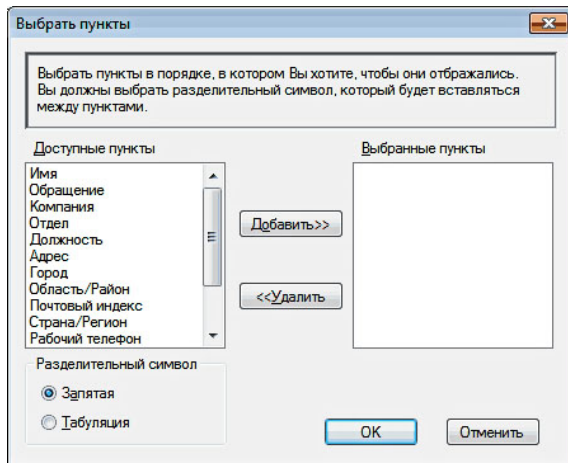 Выбрать пункты
Выбрать пункты в порядке, в котором Вы хотите, чтобы они отбражались.
Вы должны выбрать разделительный символ, который будет вставляться
между пунктами.
Доступные пункты
Выбранные пункты
Имя
Обращение
Компания
Отдел
Должность
Адрес
Город
Область/Район
Почтовый индекс
Страна/Регион
Рабочий телефон
Добавить>>
<<Удалить
Разделительный символ
Запятая
Табуляция
OK
Отменить